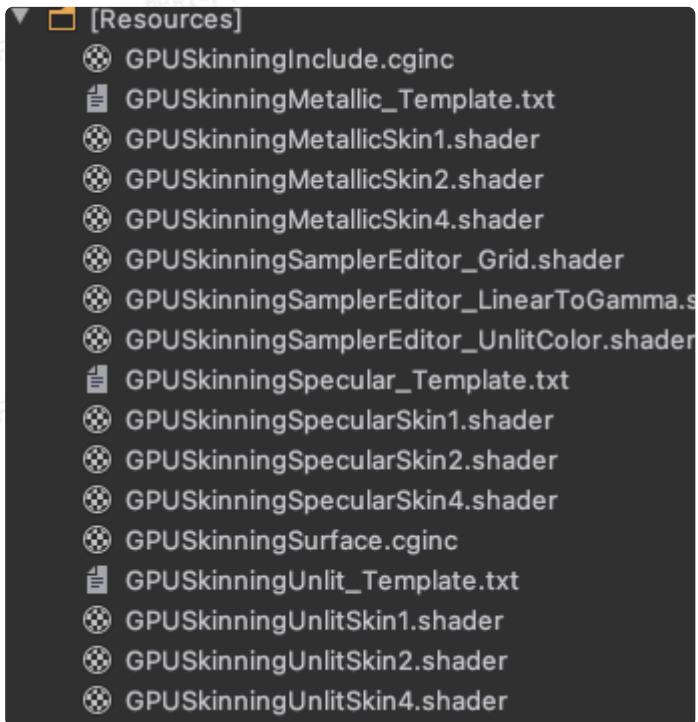 [Resources]
GPUSkinningInclude.cginc
GPUSkinningMetallic_Template.txt
GPUSkinningMetallicSkin1.shader
GPUSkinningMetallicSkin2.shader
GPUSkinningMetallicSkin4.shader
GPUSkinningSamplerEditor_Grid.shader
GPUSkinningSamplerEditor_LinearToGamma.s
GPUSkinningSamplerEditor_UnlitColor.shader
GPUSkinningSpecular_Template.txt
GPUSkinningSpecularSkin1.shader
GPUSkinningSpecularSkin2.shader
GPUSkinningSpecularSkin4.shader
GPUSkinningSurface.cginc
GPUSkinningUnlit_Template.txt
GPUSkinningUnlitSkin1.shader
GPUSkinningUnlitSkin2.shader
GPUSkinningUnlitSkin4.shader